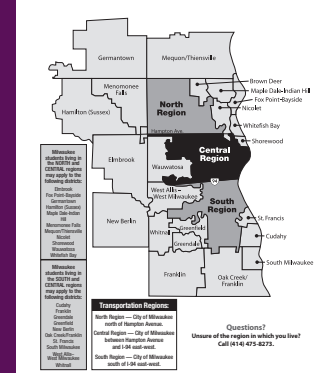 Germantown
Mequon/Thiensville
Menomonee
Falls
Brown Deer
Maple Dale-Indian Hill
Fox Point-Bayside
Nicolet
North
Region
Hamilton (Sussex)
Whitefish Bay
Hampton Ave.
Shorewood
Central
Region
Elmbrook
Wauwatosa
94
West Allis –
West Milwaukee
South
Region
New Berlin
Whitnall
Greenfield
Greendale
St. Francis
Cudahy
South Milwaukee
Franklin
Oak Creek/
Franklin
Milwaukee
students living in
the NORTH and
CENTRAL regions
may apply to the
following districts:
Elmbrook
Fox Point-Bayside
Germantown
Hamilton (Sussex)
Maple Dale-Indian
Hill
Menomonee Falls
Mequon/Thiensville
Nicolet
Shorewood
Wauwatosa
Whitefish Bay
Milwaukee
students living in
the SOUTH and
CENTRAL regions
may apply to the
following districts:
Cudahy
Franklin
Greendale
Greenfield
New Berlin
Oak Creek/Franklin
St. Francis
South Milwaukee
West Allis–
West Milwaukee
Whitnall
Transportation Regions:
North Region — City of Milwaukee
north of Hampton Avenue.
Central Region — City of Milwaukee
between Hampton Avenue
and I-94 east-west.
South Region — City of Milwaukee
south of I-94 east-west.
Questions?
Unsure of the region in which you live?
Call (414) 475-8273.